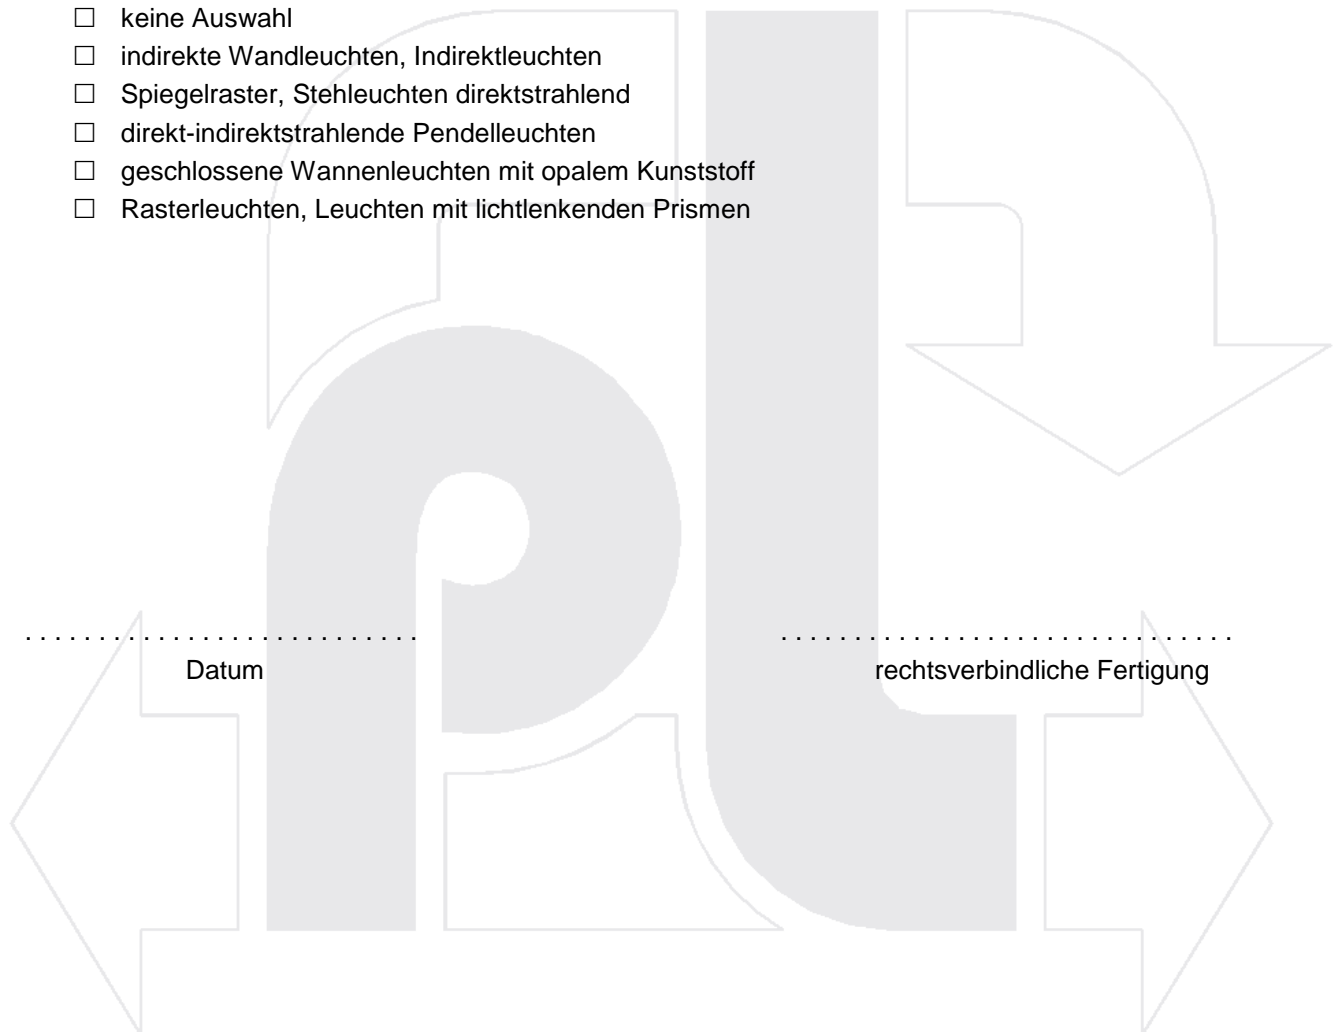 ☐ keine Auswahl
☐ indirekte Wandleuchten, Indirektleuchten
☐ Spiegelraster, Stehleuchten direktstrahlend
☐ direkt-indirektstrahlende Pendelleuchten
☐ geschlossene Wannenleuchten mit opalem Kunststoff
☐ Rasterleuchten, Leuchten mit lichtlenkenden Prismen
. . . . . . . . . . . . . . . . . . . . . . . . . . . . . . . . . . . . . . . . . . . . . . . . . . . . . . . . . .
Datum rechtsverbindliche Fertigung